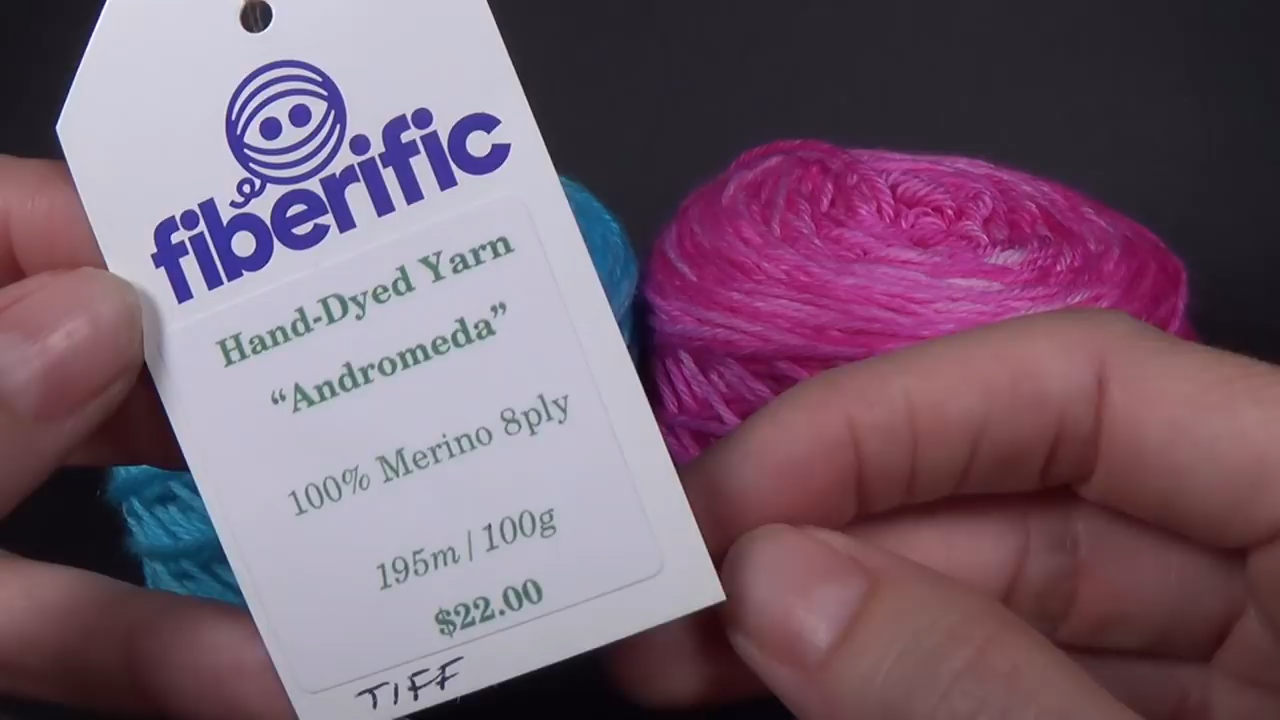 fiberific
Hand-Dyed Yarn
“Andromeda”
100% Merino 8ply
195m / 100g
$22.00
TIFF